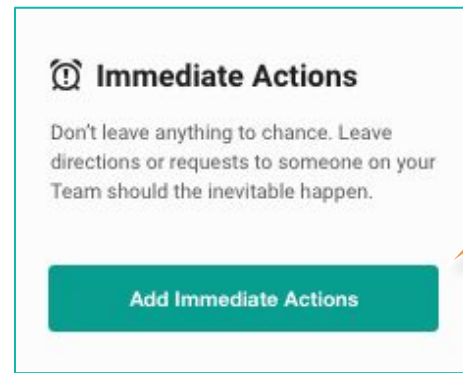 Immediate Actions
Don't leave anything to chance. Leave
directions or requests to someone on your
Team should the inevitable happen.
Add Immediate Actions